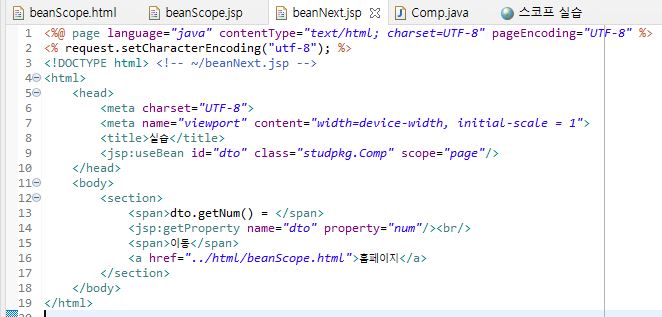 beanScope.html beanScope.jsp beanNext.jsp Comp.java 스코프 실습
1 <%@ page language="java" contentType="text/html; charset=UTF-8" pageEncoding="UTF-8" %>
2 <% request.setCharacterEncoding("utf-8"); %>
3 <!DOCTYPE html> <!-- ~/beanNext.jsp -->
4 <html>
5 <head>
6 <meta charset="UTF-8">
7 <meta name="viewport" content="width=device-width, initial-scale = 1">
8 <title>실습</title>
9 <jsp:useBean id="dto" class="studpkg.Comp" scope="page"/>
10 </head>
11 <body>
12 <section>
13 <span>dto.getNum() = </span>
14 <jsp:getProperty name="dto" property="num"/><br/>
15 <span>이동</span>
16 <a href="../html/beanScope.html">홈페이지</a>
17 </section>
18 </body>
19 </html>
20